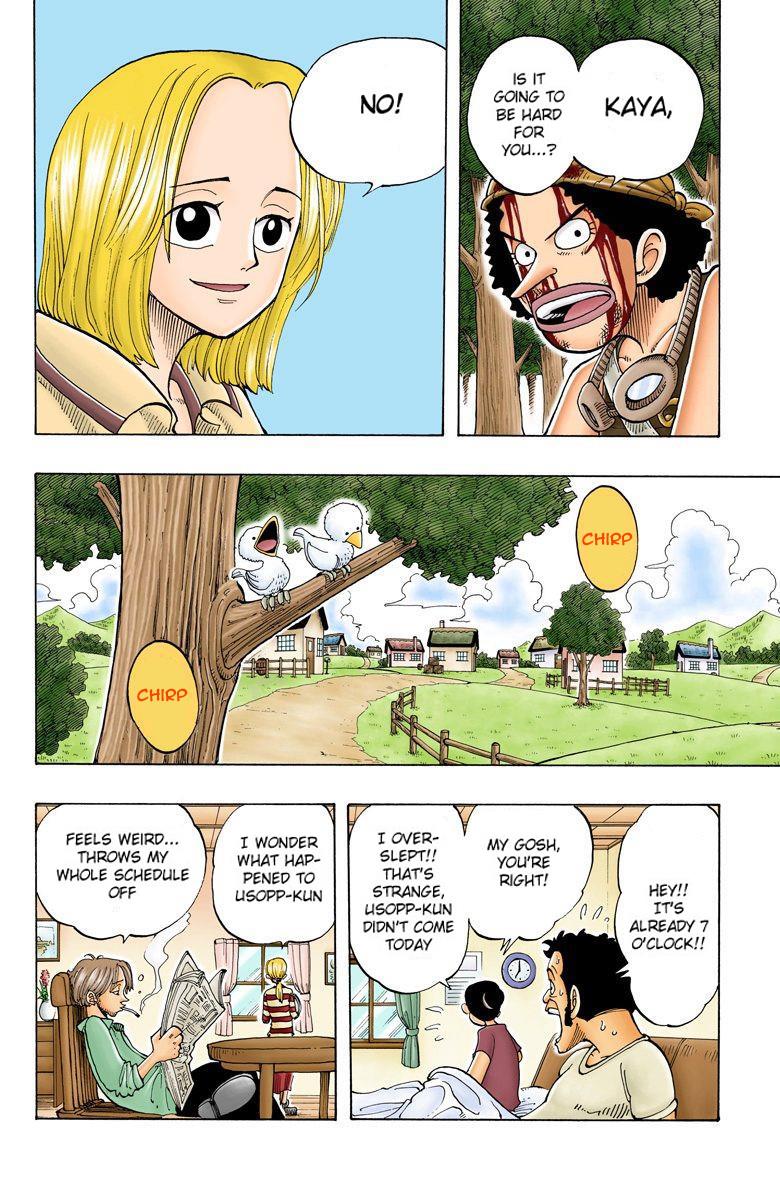 KAYA,
IS IT
GOING TO
BE HARD
FOR
YOU...?
NO!
CHIRP
CHIRP
HEY!!
IT'S
ALREADY 7
O'CLOCK!!
MY GOSH,
YOU'RE
RIGHT!
I OVER-
SLEPT!!
THAT'S
STRANGE,
USOPP-KUN
DIDN'T COME
TODAY
I WONDER
WHAT HAP-
PENED TO
USOPP-KUN
FEELS WEIRD...
THROWS MY
WHOLE SCHEDULE
OFF